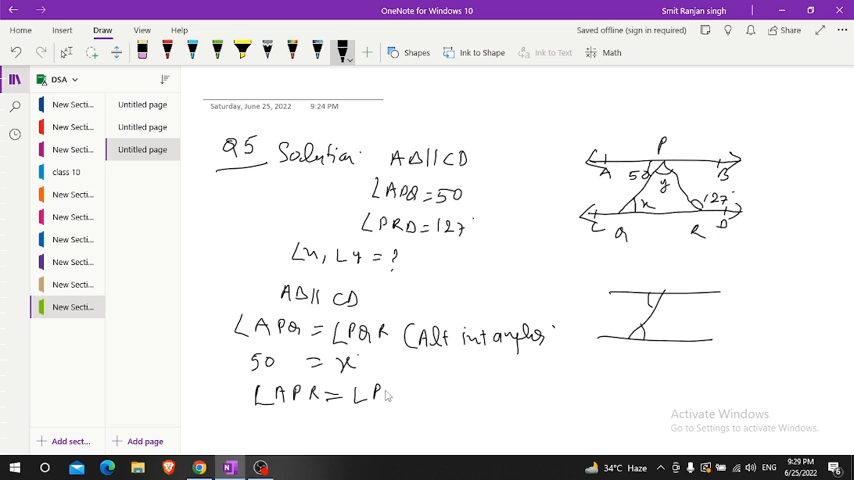 OneNote for Windows 10
Smit Ranjan singh
Home Insert Draw View Help
Saved offline (sign in required)
Share
Shapes
Ink to Shape
Ink to Text
Math
DSA
New Secti...
New Secti...
New Secti...
class 10
New Secti...
New Secti...
New Secti...
New Secti...
New Secti...
New Secti...
Untitled page
Untitled page
Untitled page
Saturday, June 25, 2022 9:24 PM
Q5 Solution: AB || CD
∠APQ = 50
∠PRD = 127°
∠x, ∠y = ?
AB || CD
∠APQ = ∠PQR (Alt int angles
50 = x
∠APR = ∠P
P
A 50 B
y
127°
x
C Q R D
Activate Windows
Go to Settings to activate Windows.
Add sect...
Add page
34°C Haze
ENG
9:29 PM
6/25/2022
6